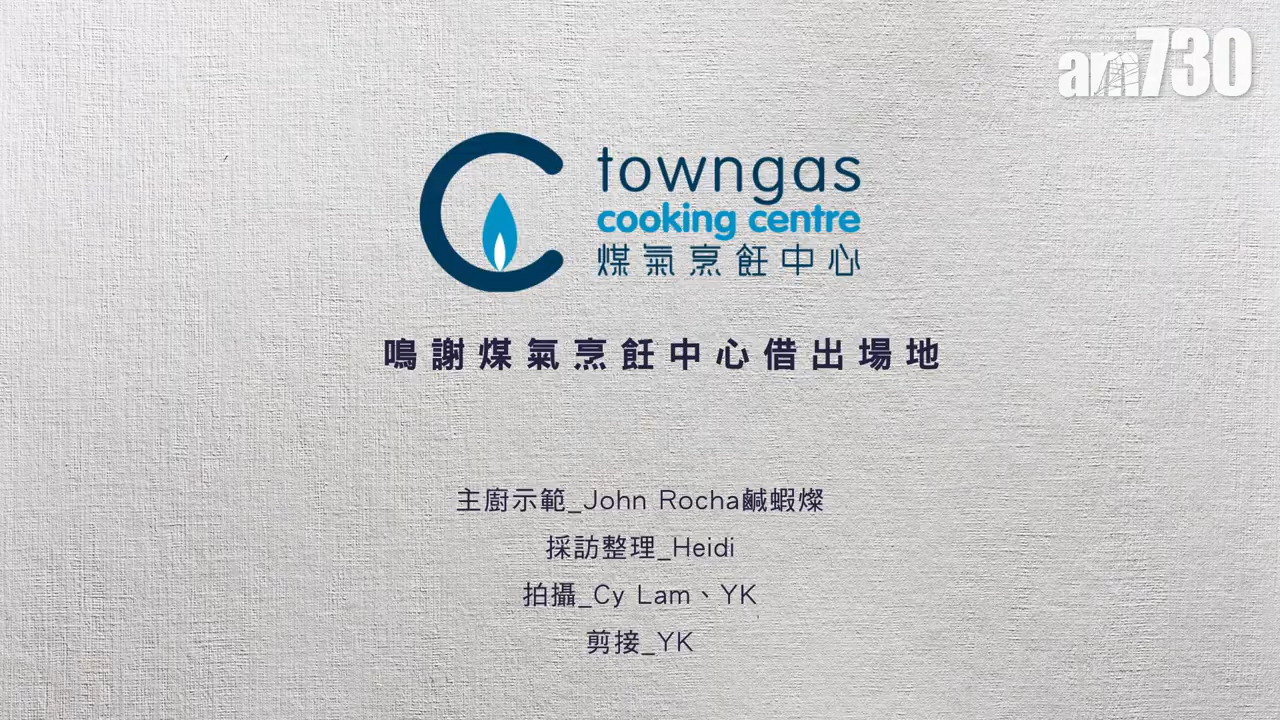 am730
towngas
cooking centre
煤氣烹飪中心
鳴謝煤氣烹飪中心借出場地
主廚示範_John Rocha鹹蝦燦
採訪整理_Heidi
拍攝_Cy Lam、YK
剪接_YK